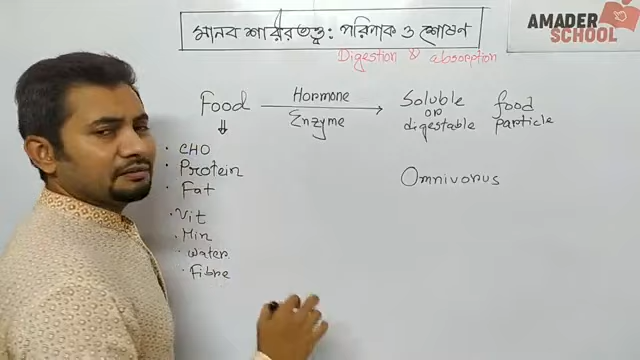 মানব শারীরতত্ত্ব: পরিপাক ও শোষণ
Digestion & absorption
AMADER
SCHOOL
Food
Hormone
Enzyme
Soluble food
or
digestable particle
• CHO
• Protein
• Fat
• Vit
• Min
• Water
• Fibre
Omnivorus